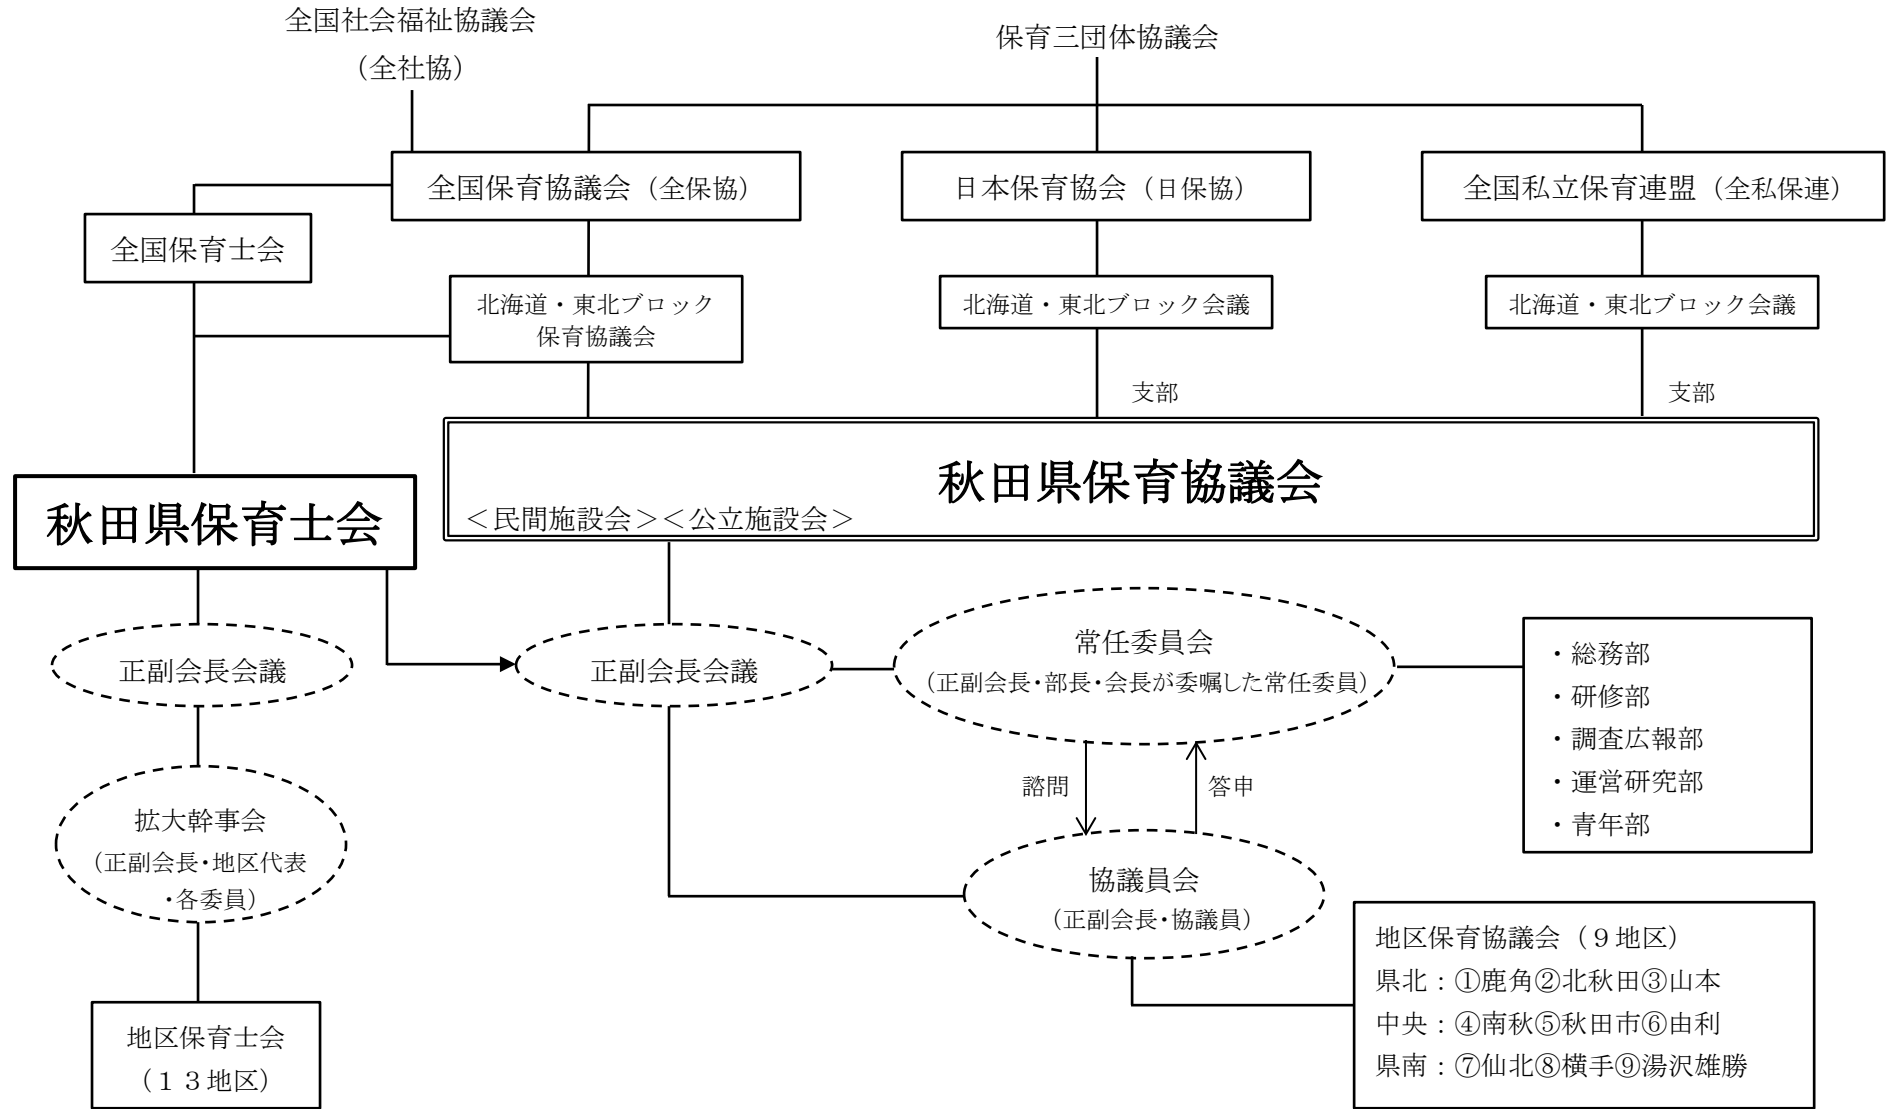 全国社会福祉協議会
（全社協）
保育三団体協議会
全国保育協議会（全保協）
日本保育協会（日保協）
全国私立保育連盟（全私保連）
全国保育士会
北海道・東北ブロック
保育協議会
北海道・東北ブロック会議
北海道・東北ブロック会議
支部
支部
秋田県保育協議会
＜民間施設会＞＜公立施設会＞
秋田県保育士会
正副会長会議
正副会長会議
常任委員会
（正副会長・部長・会長が委嘱した常任委員）
・総務部
・研修部
・調査広報部
・運営研究部
・青年部
諮問
答申
拡大幹事会
（正副会長・地区代表
・各委員）
協議員会
（正副会長・協議員）
地区保育士会
（１３地区）
地区保育協議会（９地区）
県北：①鹿角②北秋田③山本
中央：④南秋⑤秋田市⑥由利
県南：⑦仙北⑧横手⑨湯沢雄勝